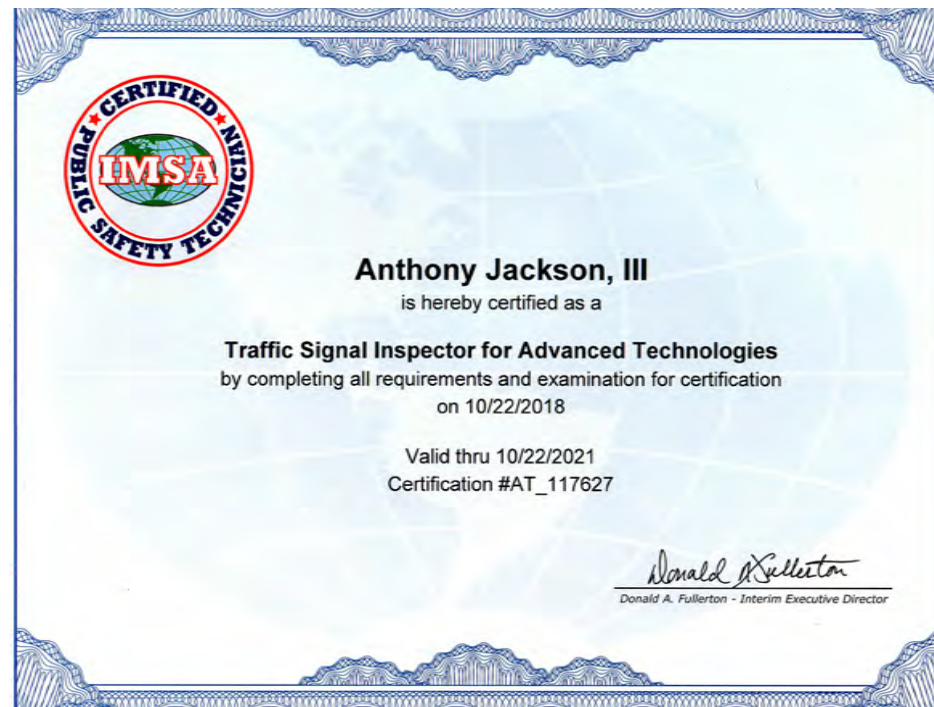 CERTIFIED
PUBLIC SAFETY TECHNICIAN
IMSA
Anthony Jackson, III
is hereby certified as a
Traffic Signal Inspector for Advanced Technologies
by completing all requirements and examination for certification
on 10/22/2018
Valid thru 10/22/2021
Certification #AT_117627
Donald A Fullerton
Donald A. Fullerton - Interim Executive Director